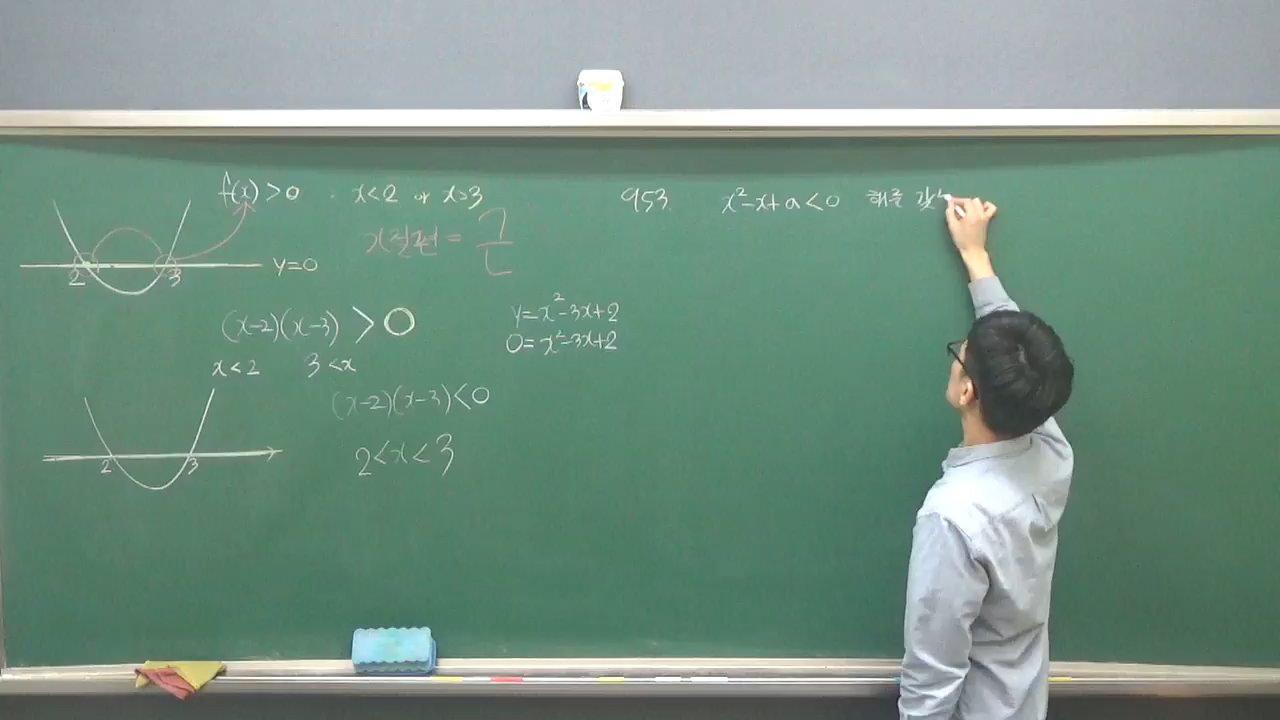 f(x) > 0 : x < 2 or x > 3
x절편 =
2 3 y=0
(x-2)(x-3) > 0
x < 2 3 < x
(x-2)(x-3) < 0
2 3
2 < x < 3
y = x²-3x+2
0 = x²-3x+2
953. x²-x+a < 0 해를 갖